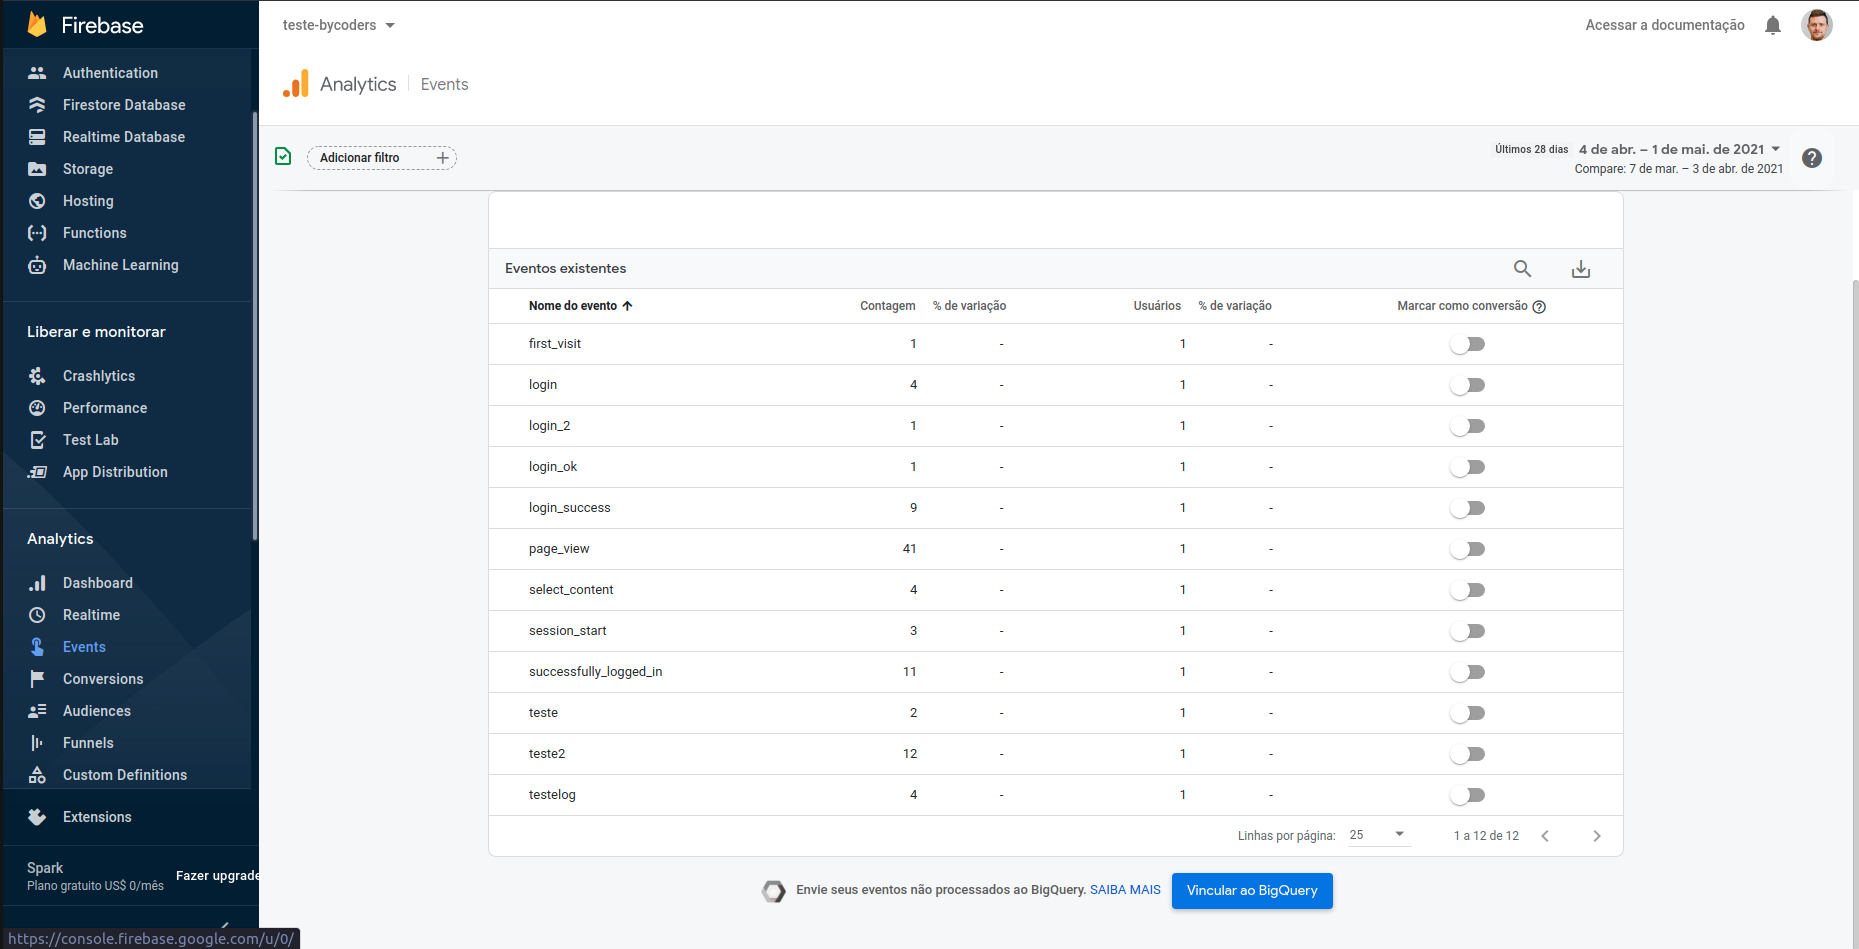 Firebase
teste-bycoders
Acessar a documentação
Authentication
Firestore Database
Realtime Database
Storage
Hosting
Functions
Machine Learning
Liberar e monitorar
Crashlytics
Performance
Test Lab
App Distribution
Analytics
Dashboard
Realtime
Events
Conversions
Audiences
Funnels
Custom Definitions
Extensions
Spark
Plano gratuito US$ 0/mês
Fazer upgrade
https://console.firebase.google.com/u/0/
Analytics Events
Adicionar filtro
Últimos 28 dias 4 de abr. – 1 de mai. de 2021
Compare: 7 de mar. – 3 de abr. de 2021
Eventos existentes
Nome do evento Contagem % de variação Usuários % de variação Marcar como conversão
first_visit 1 - 1 -
login 4 - 1 -
login_2 1 - 1 -
login_ok 1 - 1 -
login_success 9 - 1 -
page_view 41 - 1 -
select_content 4 - 1 -
session_start 3 - 1 -
successfully_logged_in 11 - 1 -
teste 2 - 1 -
teste2 12 - 1 -
testelog 4 - 1 -
Linhas por página: 25 1 a 12 de 12
Envie seus eventos não processados ao BigQuery. SAIBA MAIS Vincular ao BigQuery